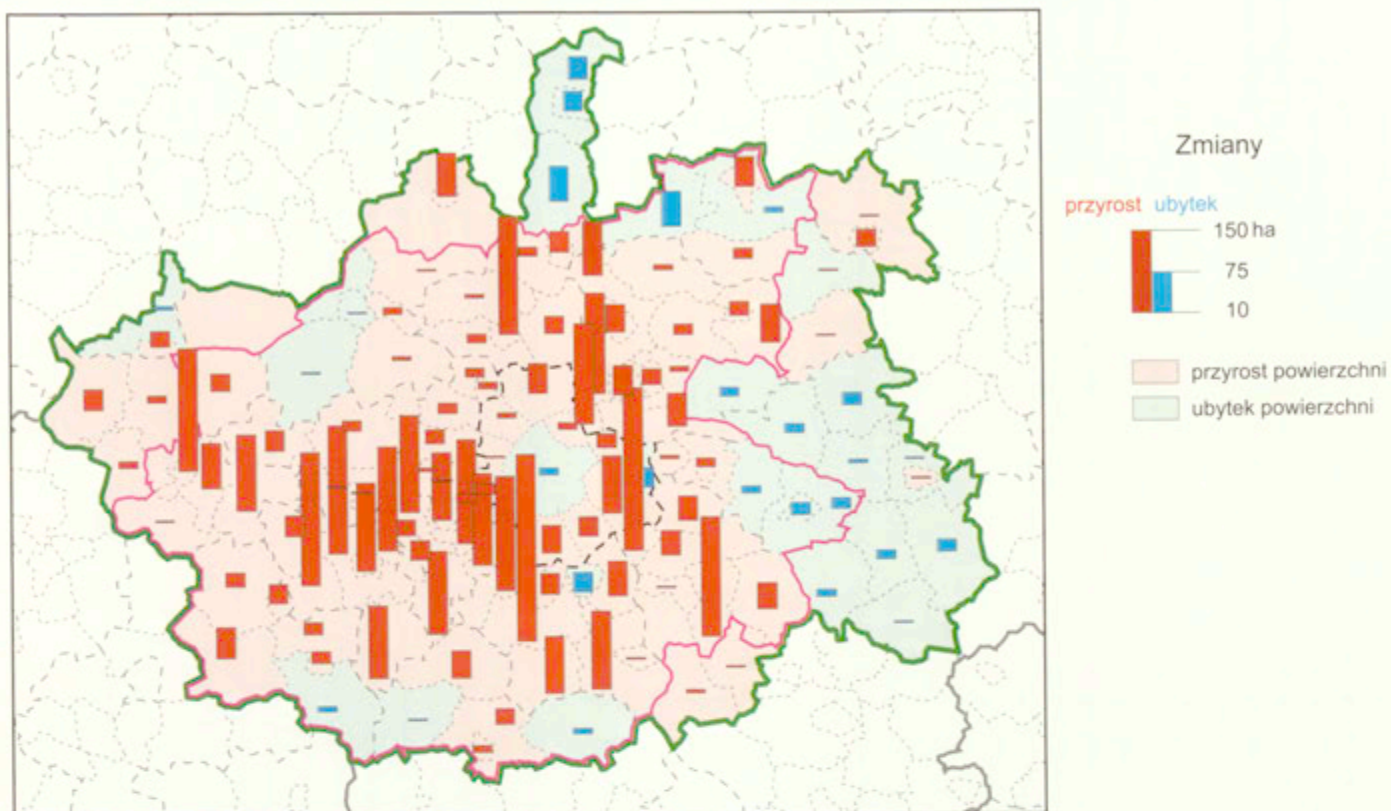 Zmiany
przyrost ubytek
150 ha
75
10
przyrost powierzchni
ubytek powierzchni